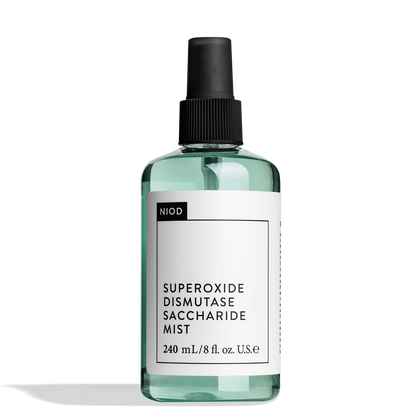 NIOD
SUPEROXIDE
DISMUTASE
SACCHARIDE
MIST
240 mL/8 fl. oz. U.S.℮